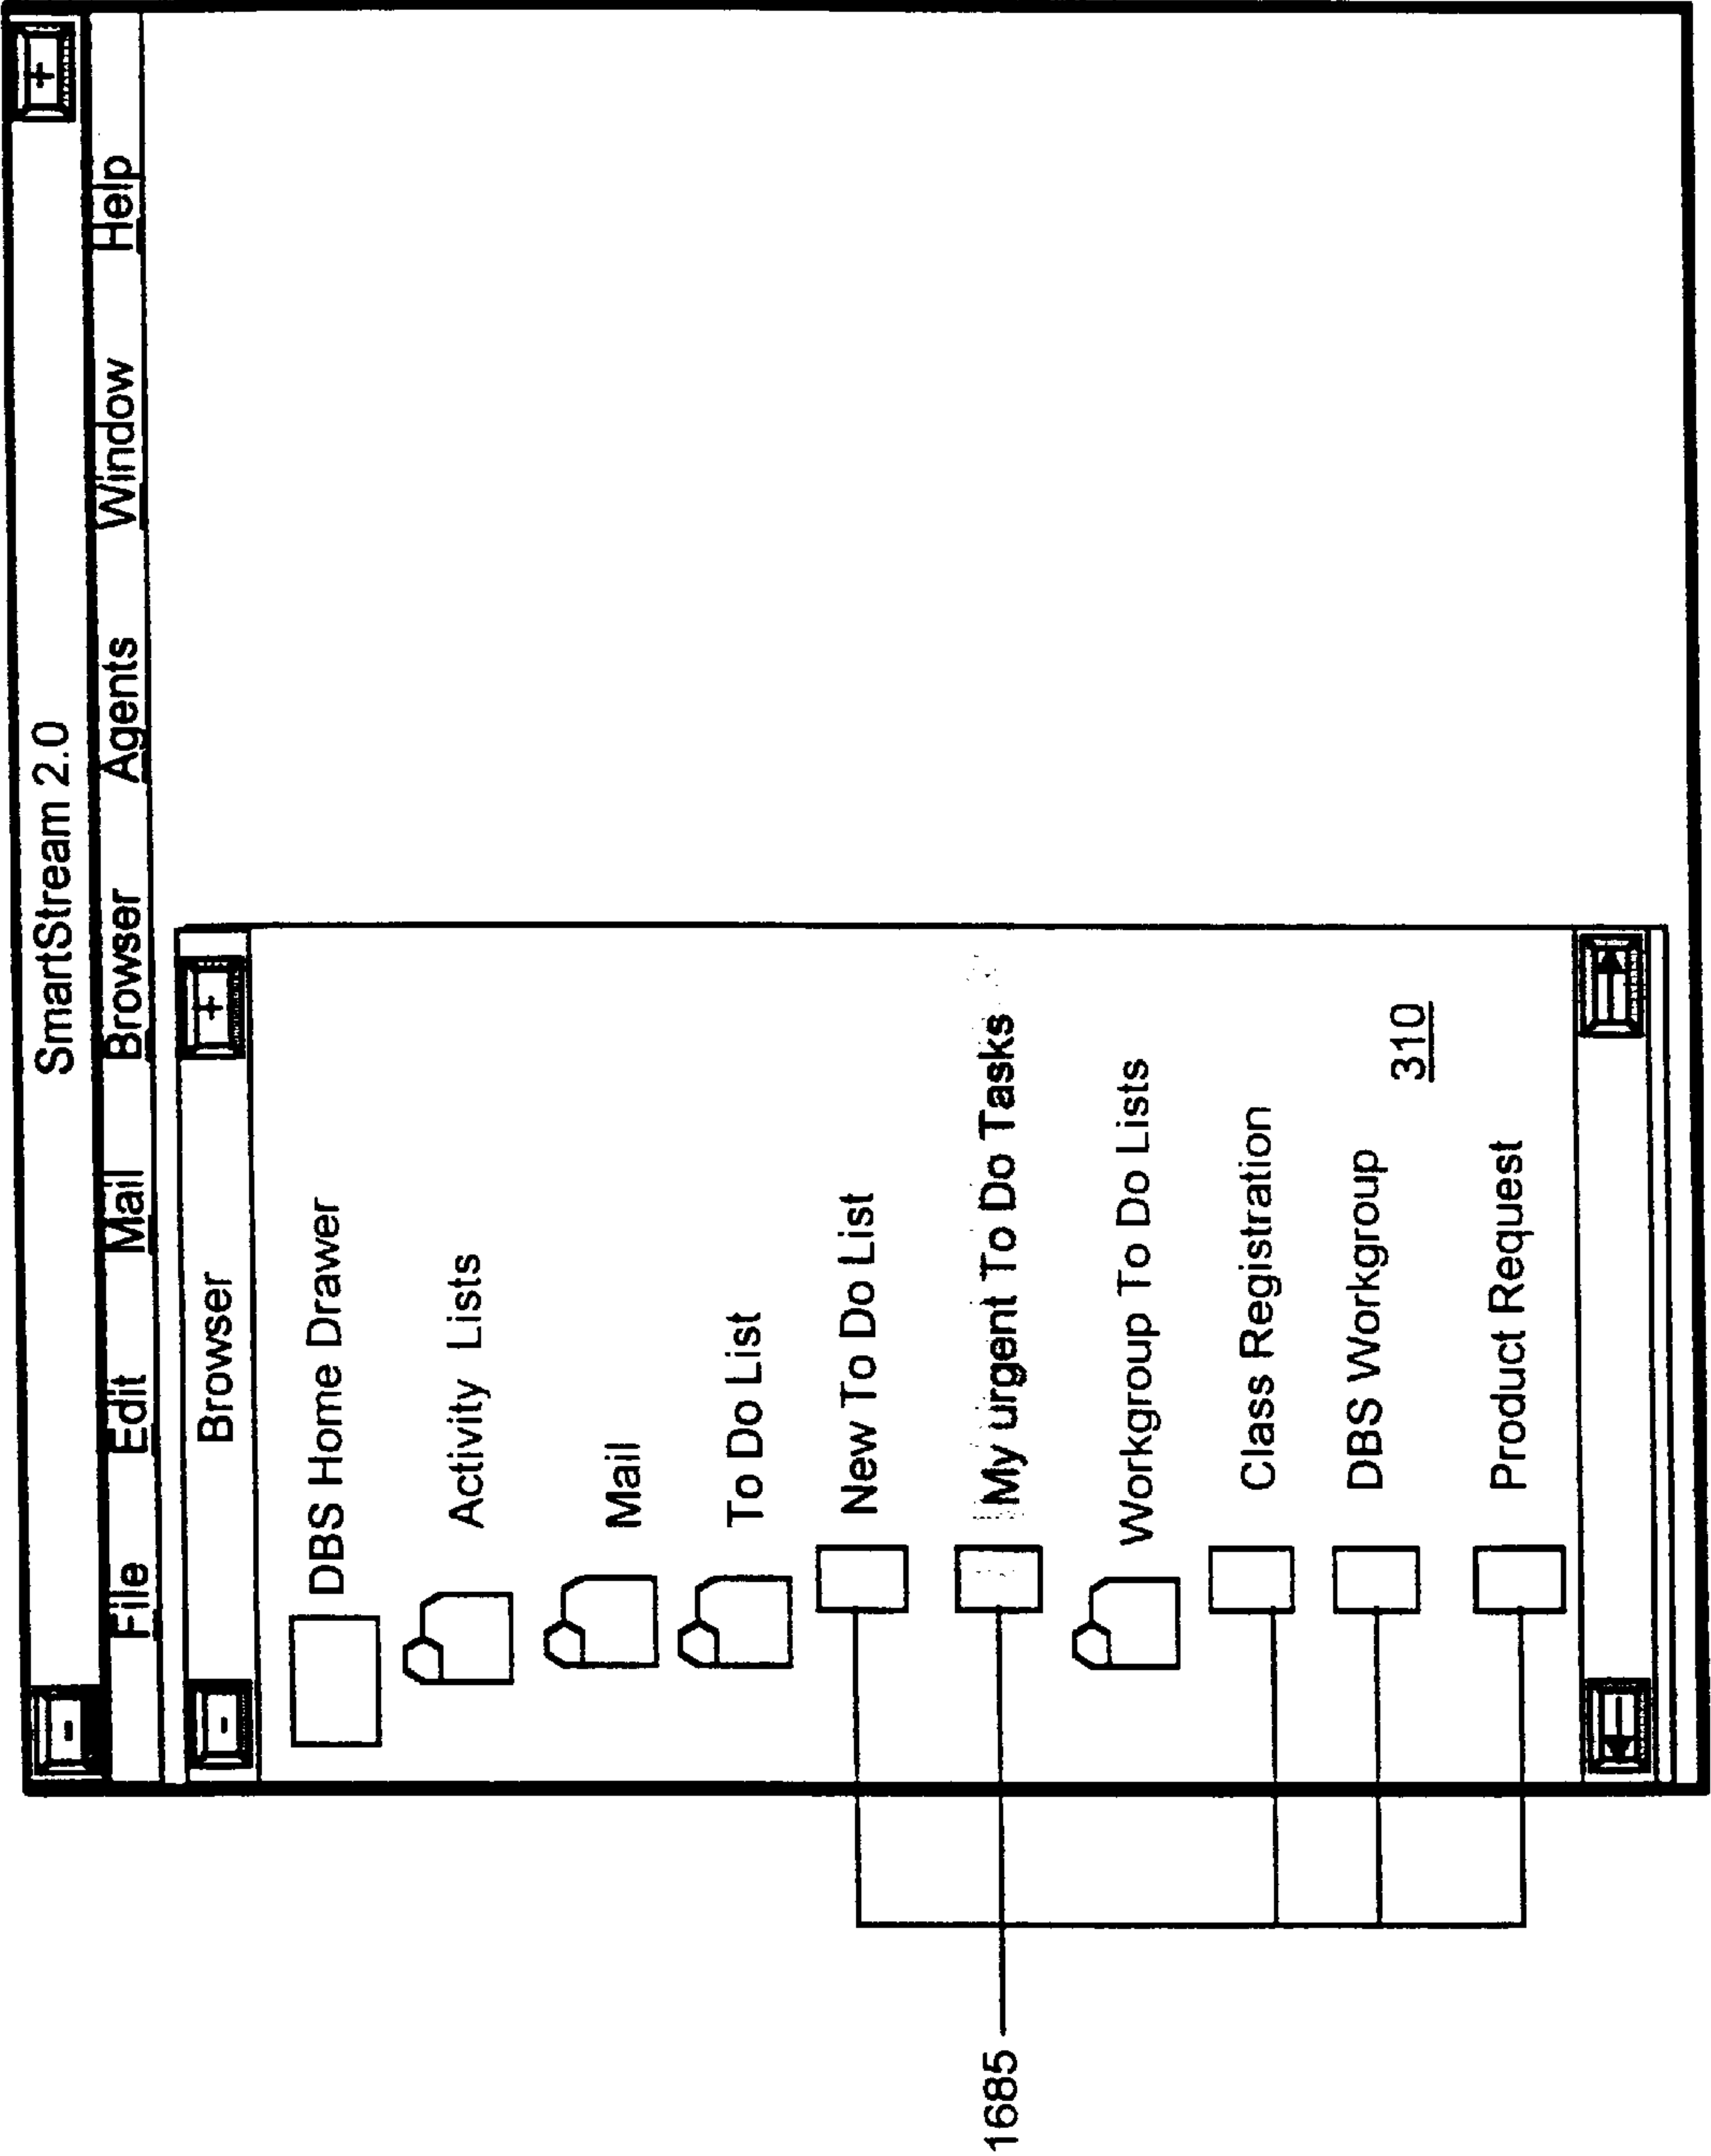 SmartStream 2.0
File Edit Mail Browser Agents Window Help
Browser
DBS Home Drawer
Activity Lists
Mail
To Do List
New To Do List
My urgent To Do Tasks
Workgroup To Do Lists
Class Registration
DBS Workgroup
310
Product Request
1685